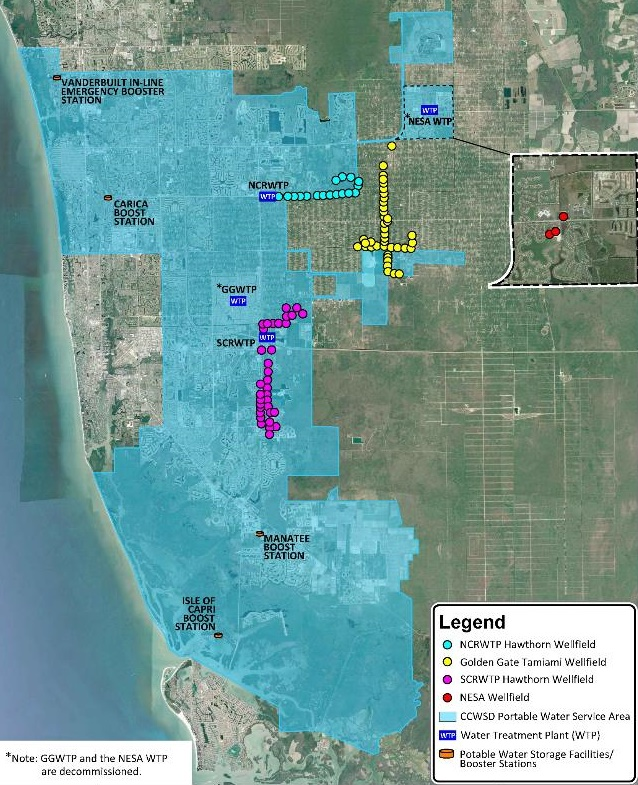 VANDERBUILT IN-LINE
EMERGENCY BOOSTER
STATION
WTP
*NESA WTP
NCRWTP
WTP
CARICA
BOOST
STATION
*GGWTP
WTP
SCRWTP
WTP
MANATEE
BOOST
STATION
ISLE OF
CAPRI
BOOST
STATION
Legend
NCRWTP Hawthorn Wellfield
Golden Gate Tamiami Wellfield
SCRWTP Hawthorn Wellfield
NESA Wellfield
CCWSD Portable Water Service Area
WTP Water Treatment Plant (WTP)
Potable Water Storage Facilities/
Booster Stations
*Note: GGWTP and the NESA WTP
are decommissioned.